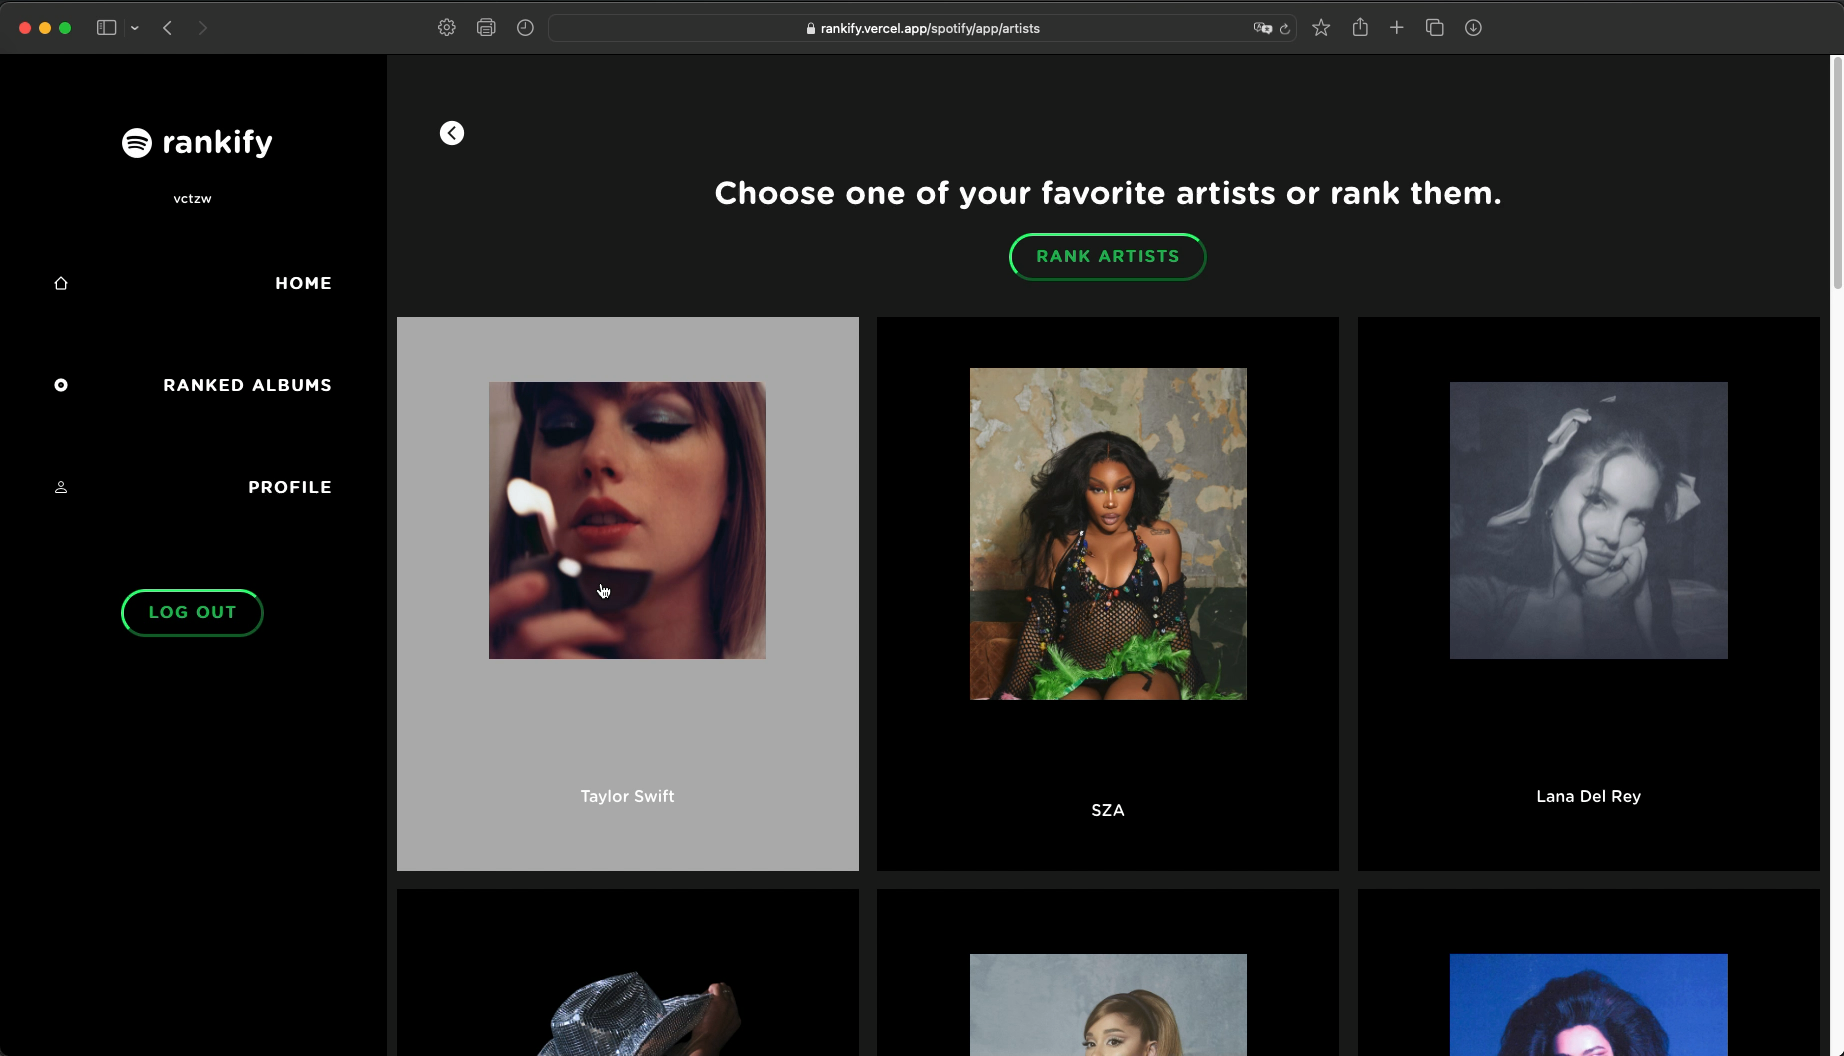 rankify.vercel.app/spotify/app/artists
rankify
vctzw
HOME
RANKED ALBUMS
PROFILE
LOG OUT
Choose one of your favorite artists or rank them.
RANK ARTISTS
Taylor Swift
SZA
Lana Del Rey